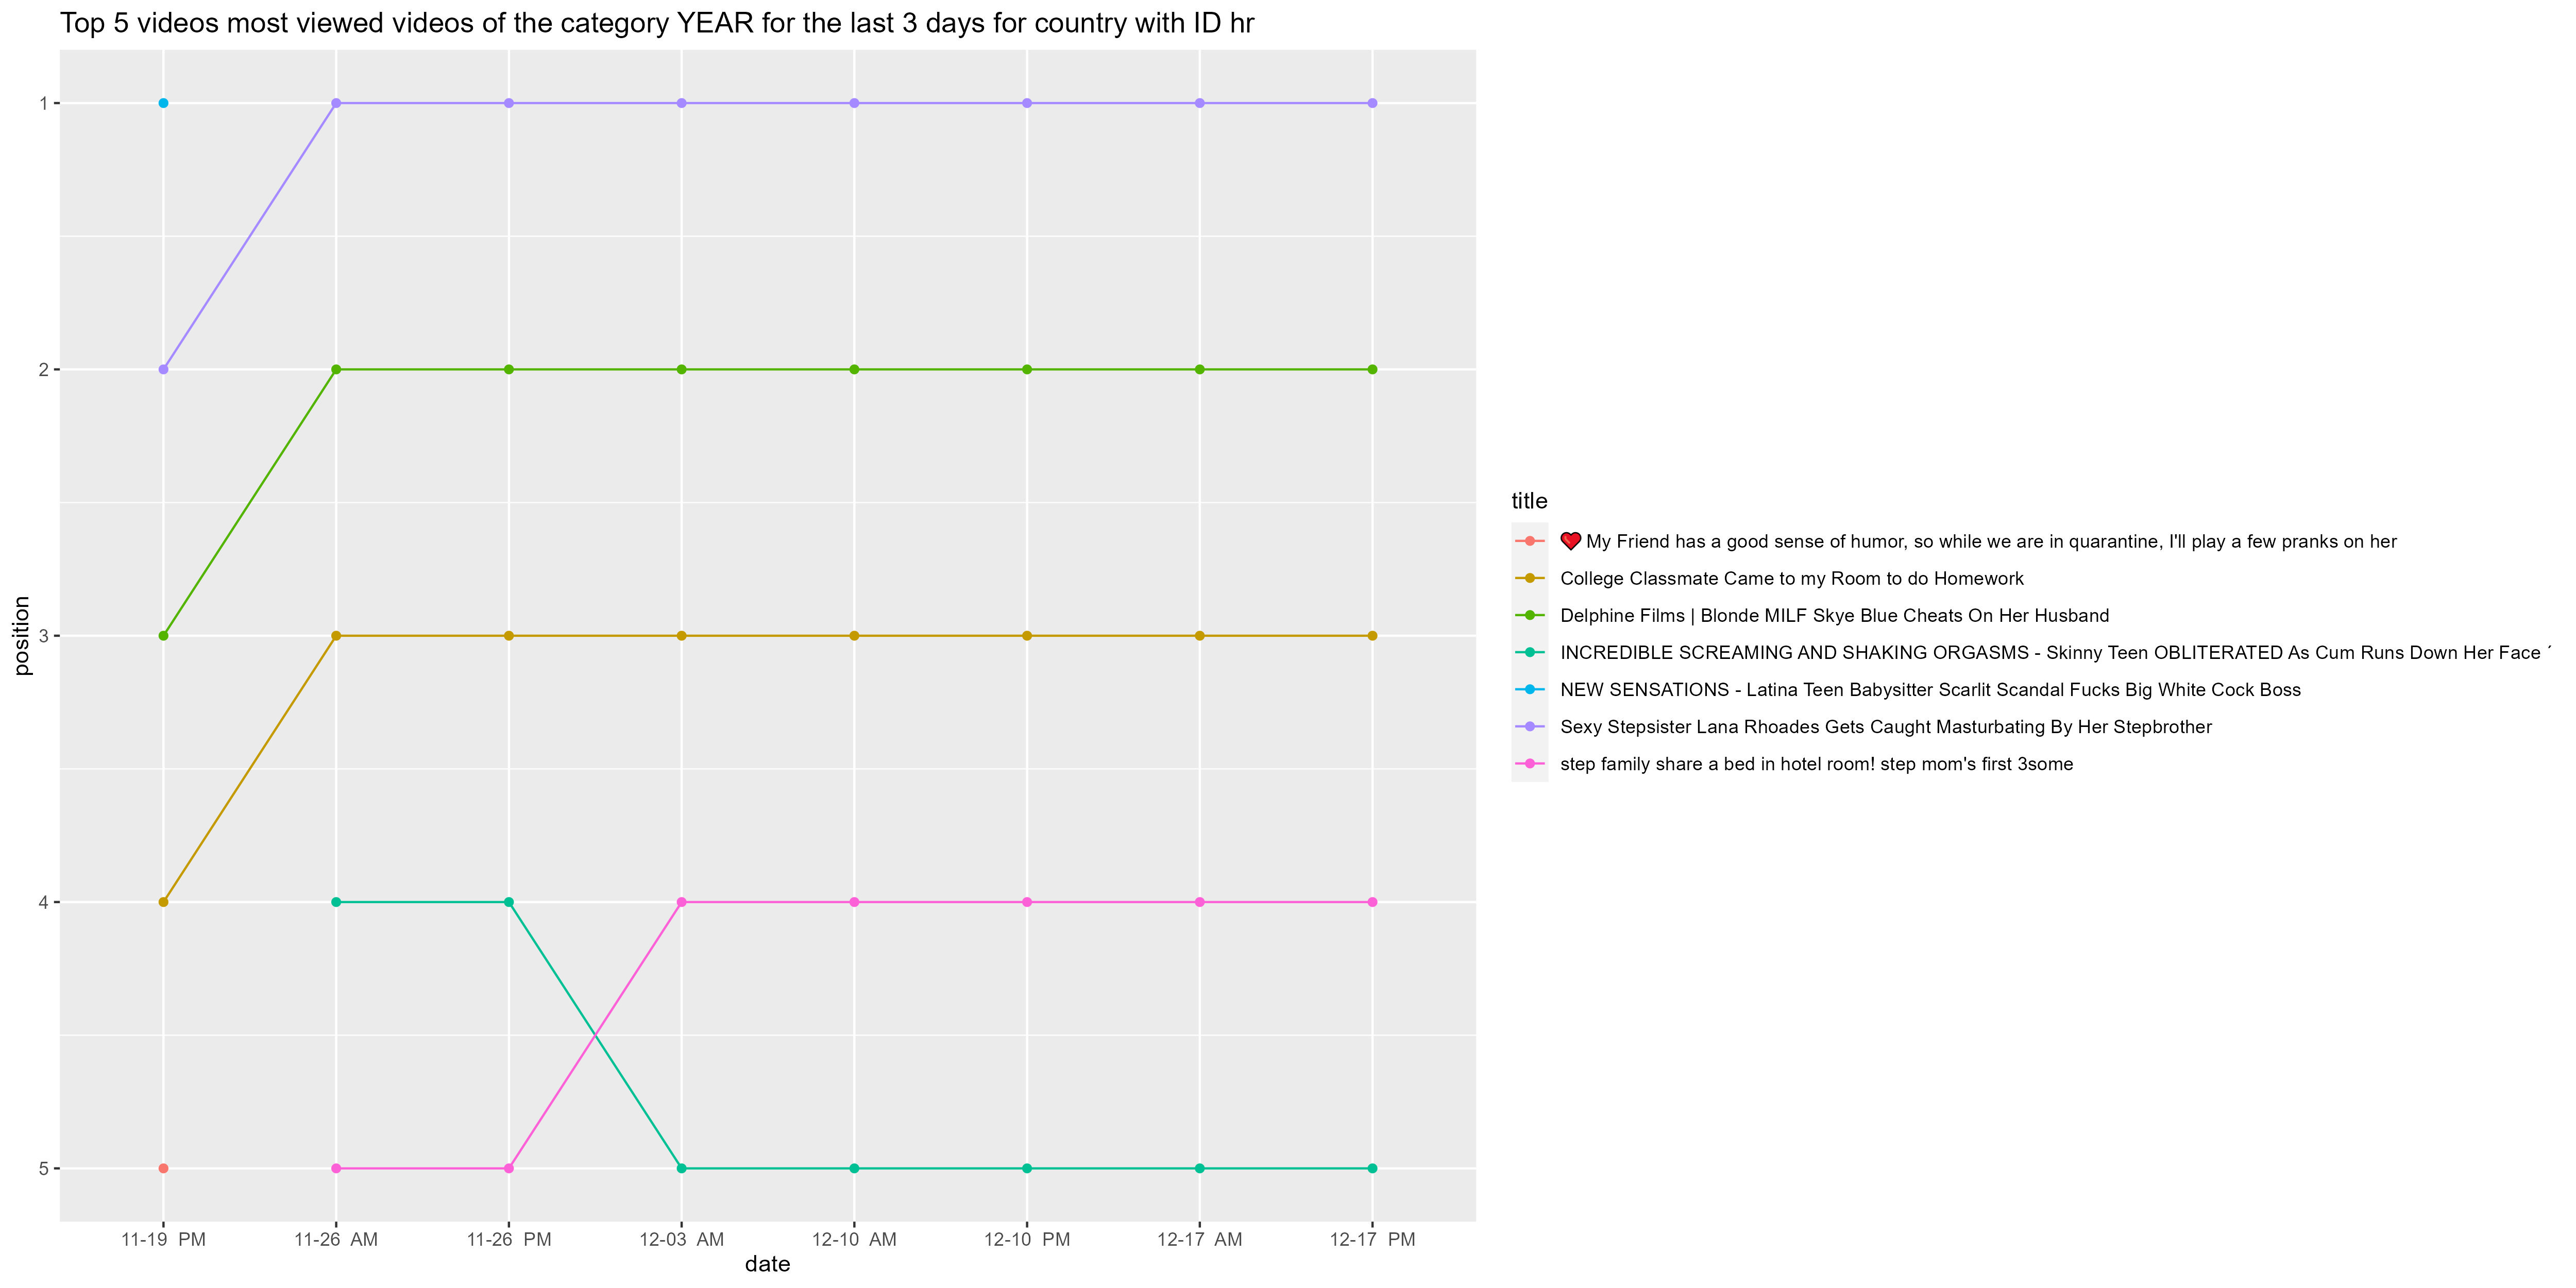 Top 5 videos most viewed videos of the category YEAR for the last 3 days for country with ID hr
position
1
2
3
4
5
11-19 PM
11-26 AM
11-26 PM
12-03 AM
12-10 AM
12-10 PM
12-17 AM
12-17 PM
date
title
❤️ My Friend has a good sense of humor, so while we are in quarantine, I'll play a few pranks on her
College Classmate Came to my Room to do Homework
Delphine Films | Blonde MILF Skye Blue Cheats On Her Husband
INCREDIBLE SCREAMING AND SHAKING ORGASMS - Skinny Teen OBLITERATED As Cum Runs Down Her Face
NEW SENSATIONS - Latina Teen Babysitter Scarlit Scandal Fucks Big White Cock Boss
Sexy Stepsister Lana Rhoades Gets Caught Masturbating By Her Stepbrother
step family share a bed in hotel room! step mom's first 3some